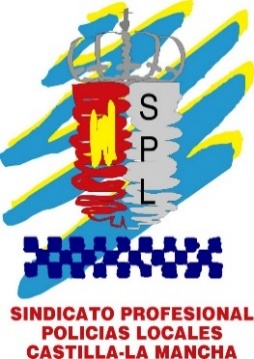 S
P
L
SINDICATO PROFESIONAL
POLICIAS LOCALES
CASTILLA-LA MANCHA